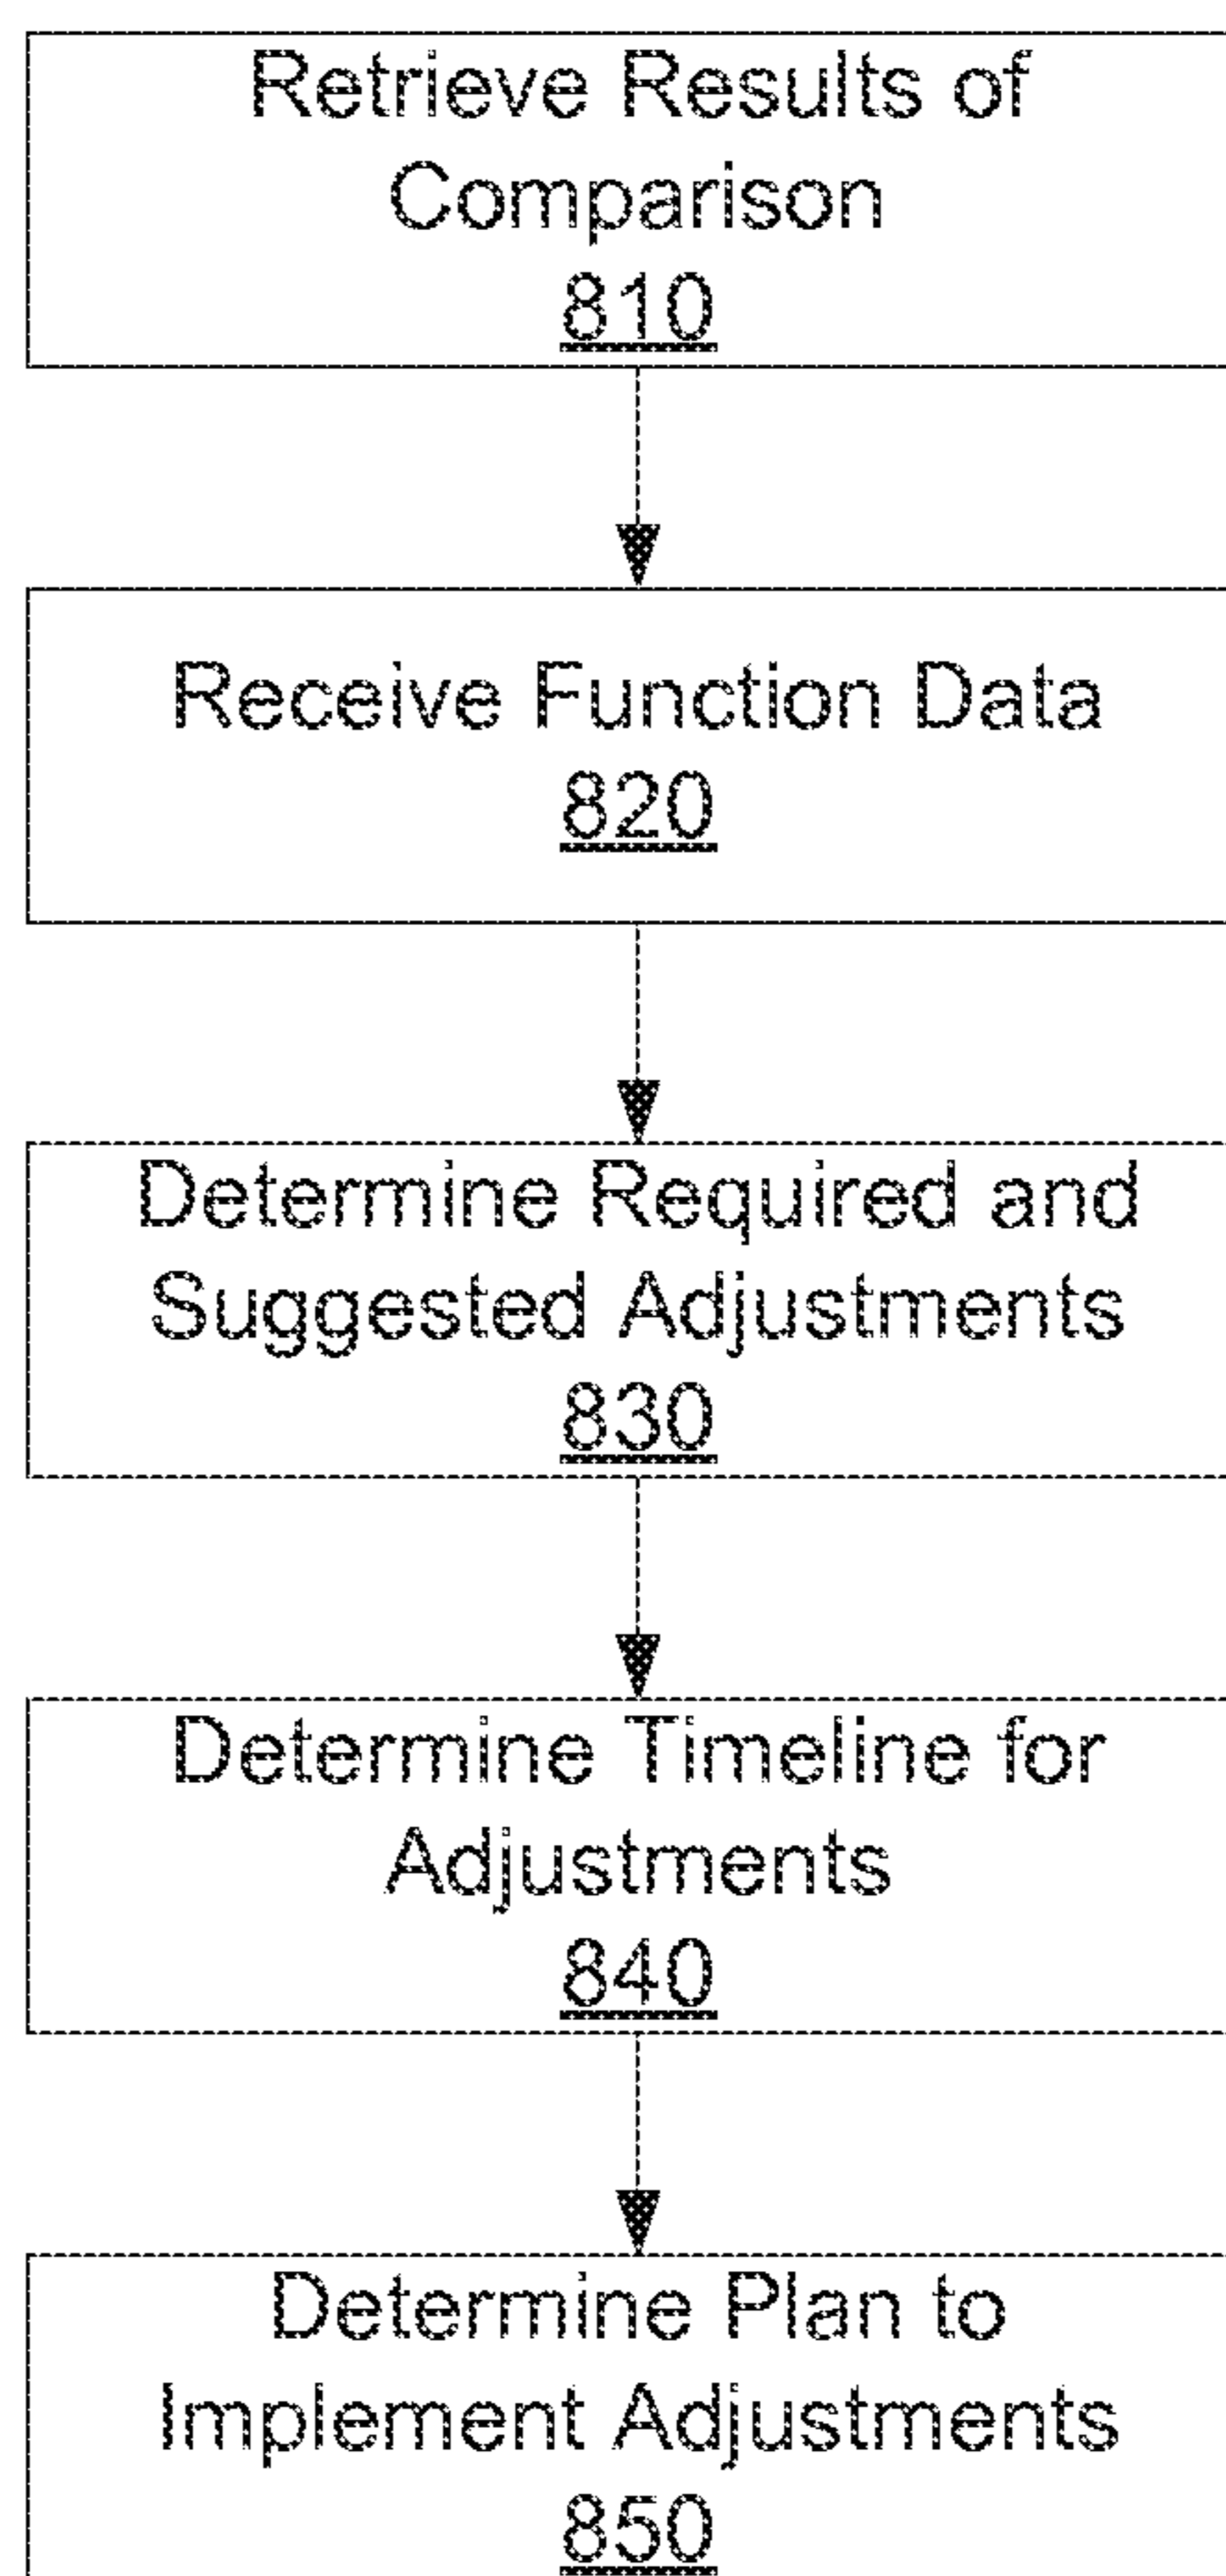 Retrieve Results of
Comparison
810
Receive Function Data
820
Determine Required and
Suggested Adjustments
830
Determine Timeline for
Adjustments
840
Determine Plan to
Implement Adjustments
850